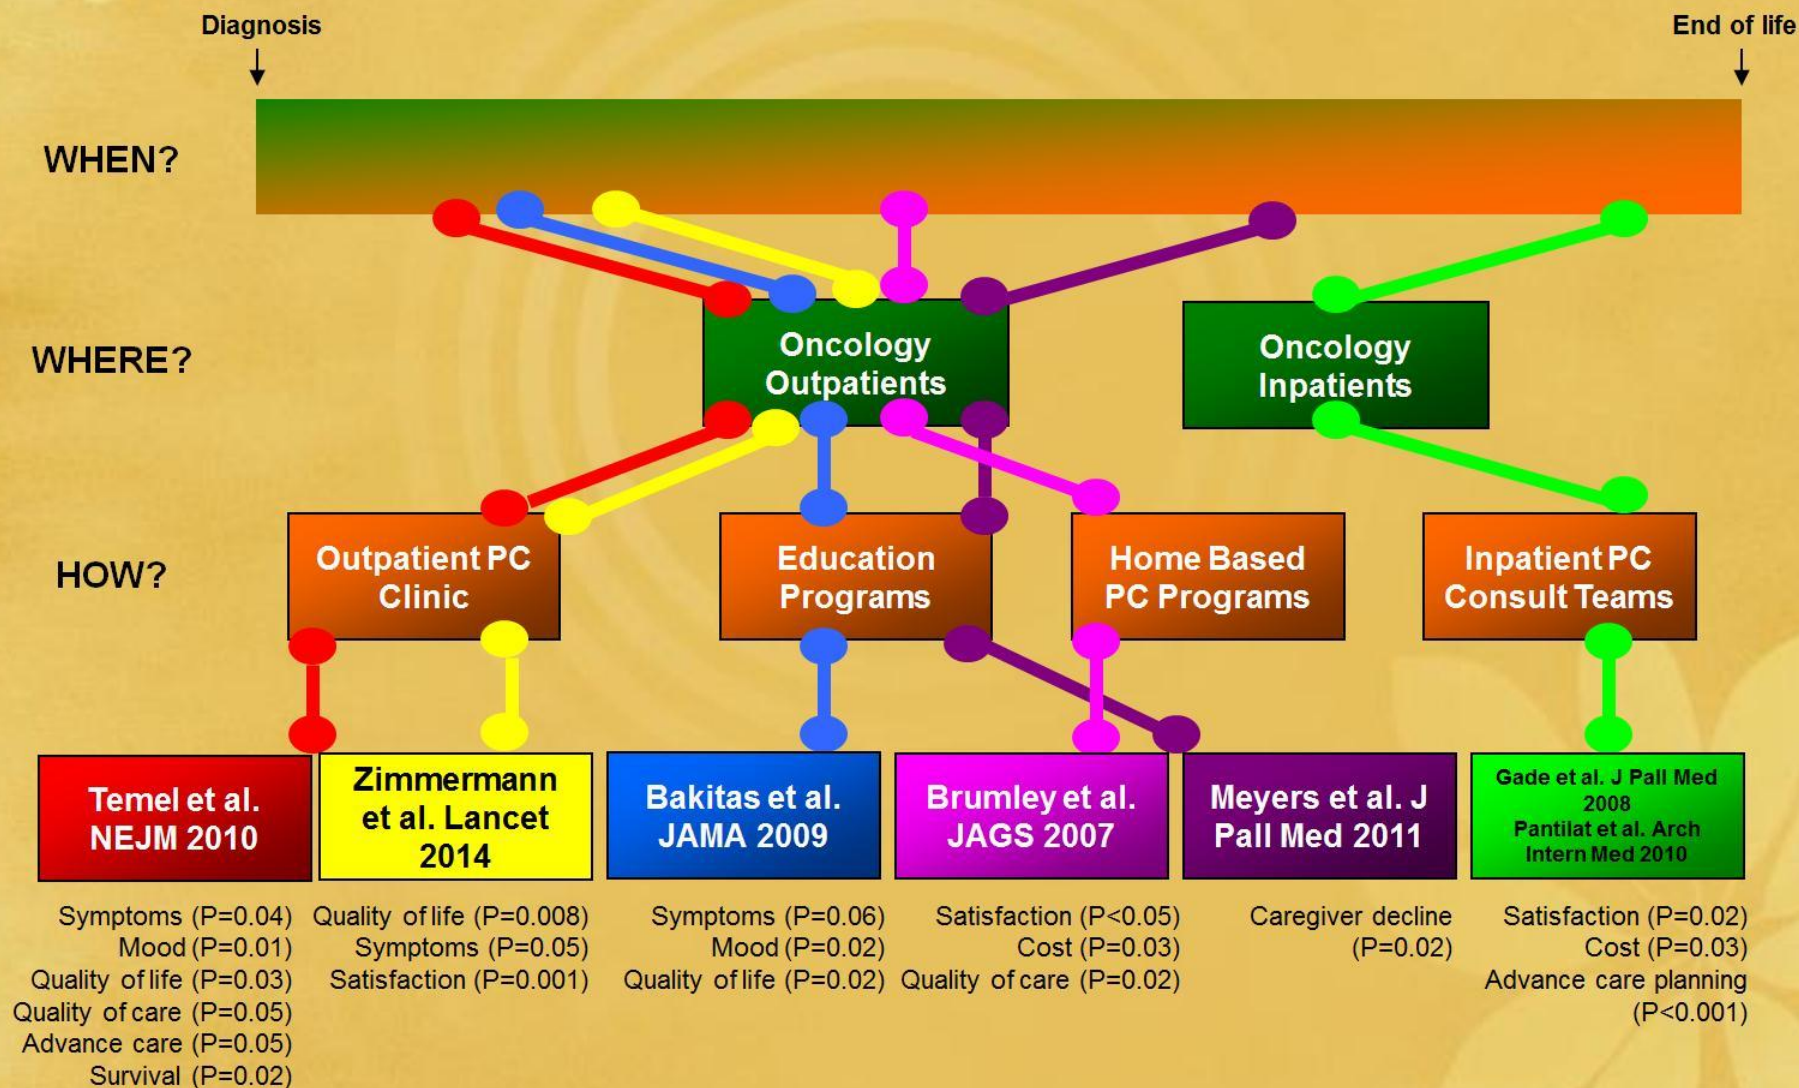 Diagnosis
End of life
WHEN?
WHERE?
Oncology
Outpatients
Oncology
Inpatients
HOW?
Outpatient PC
Clinic
Education
Programs
Home Based
PC Programs
Inpatient PC
Consult Teams
Temel et al.
NEJM 2010
Zimmermann
et al. Lancet
2014
Bakitas et al.
JAMA 2009
Brumley et al.
JAGS 2007
Meyers et al. J
Pall Med 2011
Gade et al. J Pall Med
2008
Pantilat et al. Arch
Intern Med 2010
Symptoms (P=0.04)
Mood (P=0.01)
Quality of life (P=0.03)
Quality of care (P=0.05)
Advance care (P=0.05)
Survival (P=0.02)
Quality of life (P=0.008)
Symptoms (P=0.05)
Satisfaction (P=0.001)
Symptoms (P=0.06)
Mood (P=0.02)
Quality of life (P=0.02)
Satisfaction (P<0.05)
Cost (P=0.03)
Quality of care (P=0.02)
Caregiver decline
(P=0.02)
Satisfaction (P=0.02)
Cost (P=0.03)
Advance care planning
(P<0.001)